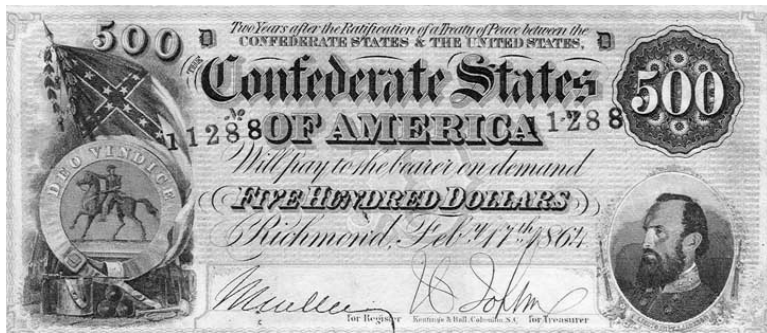 500 D Two Years after the Ratification of a Treaty of Peace between the D
CONFEDERATE STATES & THE UNITED STATES,
THE Confederate States 500
OF AMERICA
No 11288 No 1288
Will pay to the bearer on demand
DEO VINDICE
FIVE HUNDRED DOLLARS
Richmond, Feby 17th 1864
for Register Keatinge & Ball, Columbia, S.C. for Treasurer